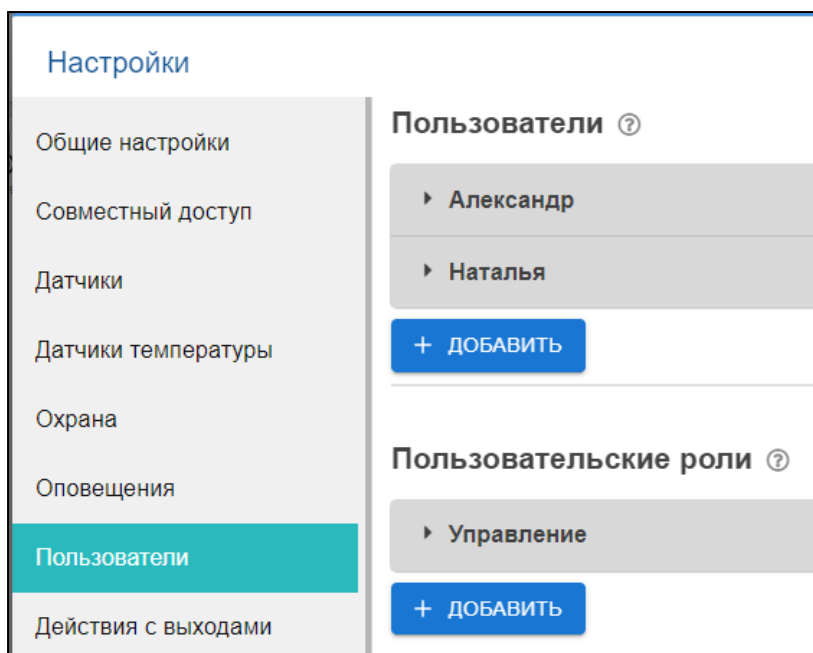 Настройки
Общие настройки
Совместный доступ
Датчики
Датчики температуры
Охрана
Оповещения
Пользователи
Действия с выходами
Пользователи ?
Александр
Наталья
+ ДОБАВИТЬ
Пользовательские роли ?
Управление
+ ДОБАВИТЬ